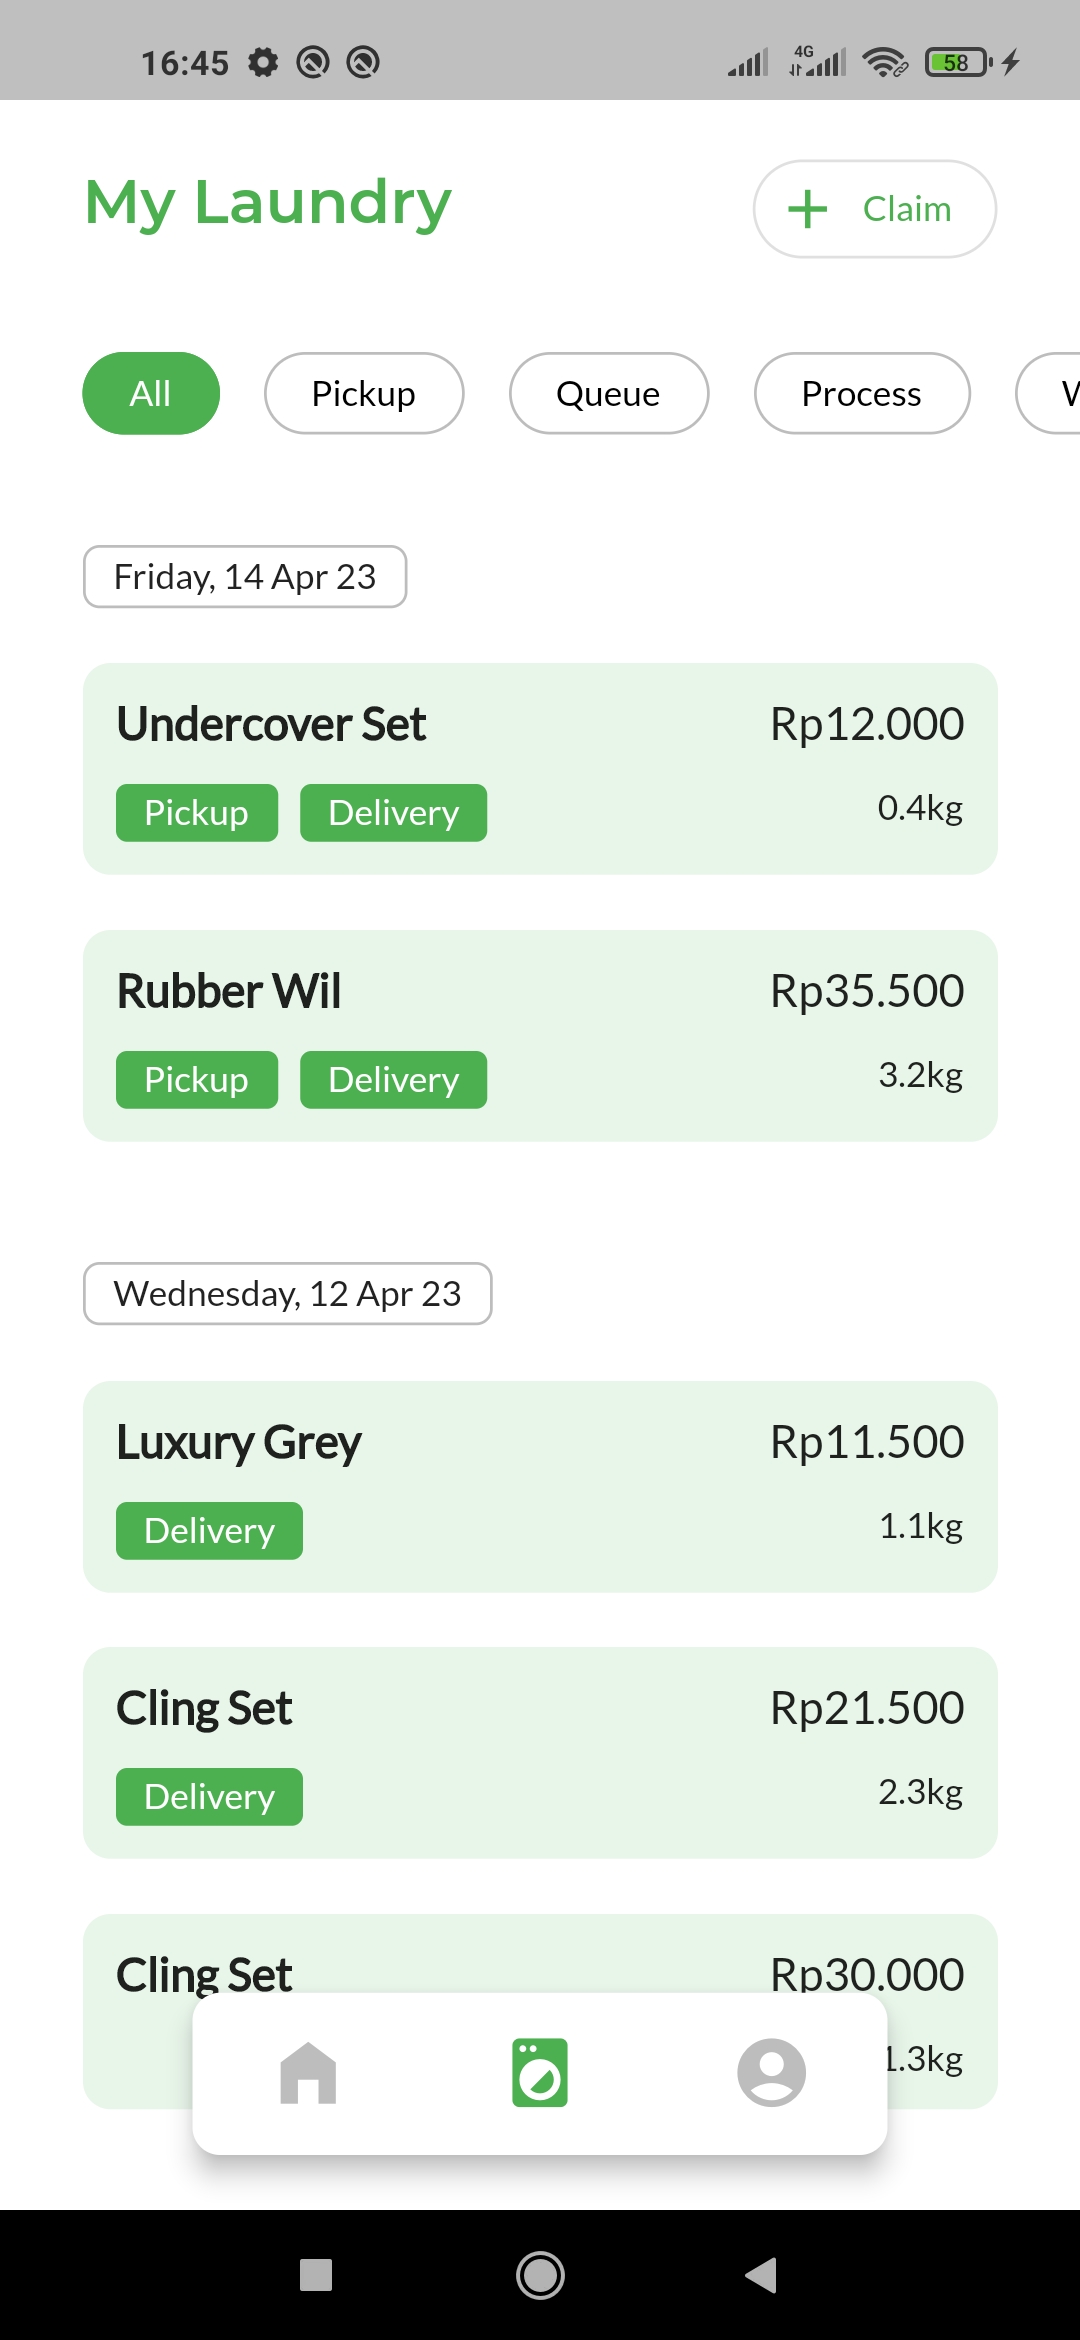 16:45 4G 58
My Laundry
Claim
All Pickup Queue Process
Friday, 14 Apr 23
Undercover Set Rp12.000
Pickup Delivery 0.4kg
Rubber Wil Rp35.500
Pickup Delivery 3.2kg
Wednesday, 12 Apr 23
Luxury Grey Rp11.500
Delivery 1.1kg
Cling Set Rp21.500
Delivery 2.3kg
Cling Set Rp30.000
1.3kg